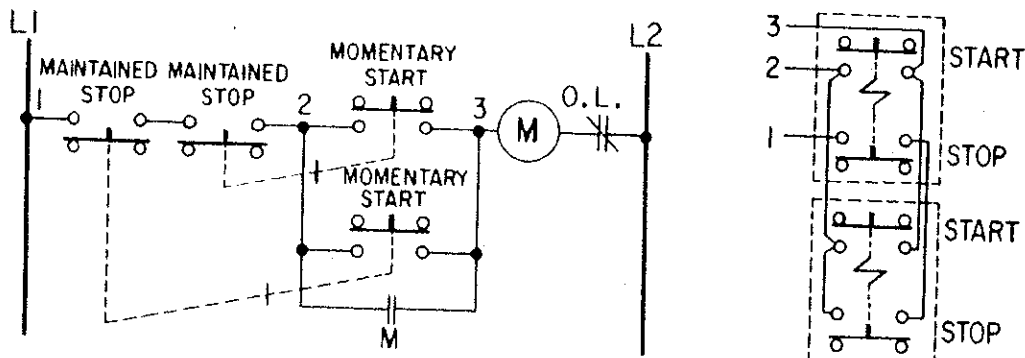 L1
L2
MAINTAINED
STOP
MAINTAINED
STOP
MOMENTARY
START
1
2
3
M
O.L.
MOMENTARY
START
M
3
START
2
1
STOP
START
STOP